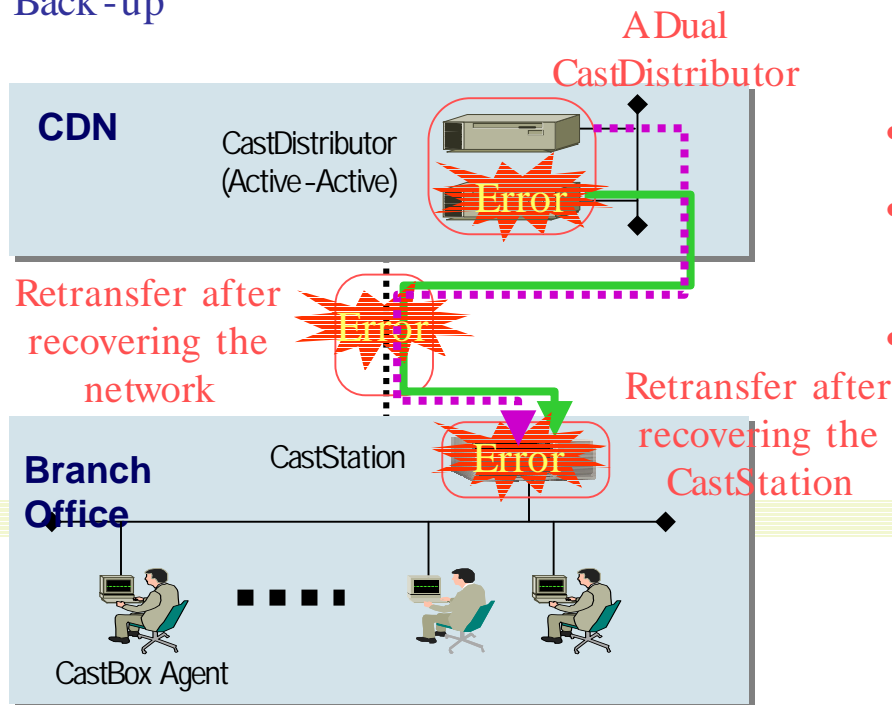 Back-up
A Dual
CastDistributor
CDN
CastDistributor
(Active-Active)
Error
Retransfer after
recovering the
network
Error
Retransfer after
recovering the
CastStation
CastStation
Error
Branch
Office
CastBox Agent